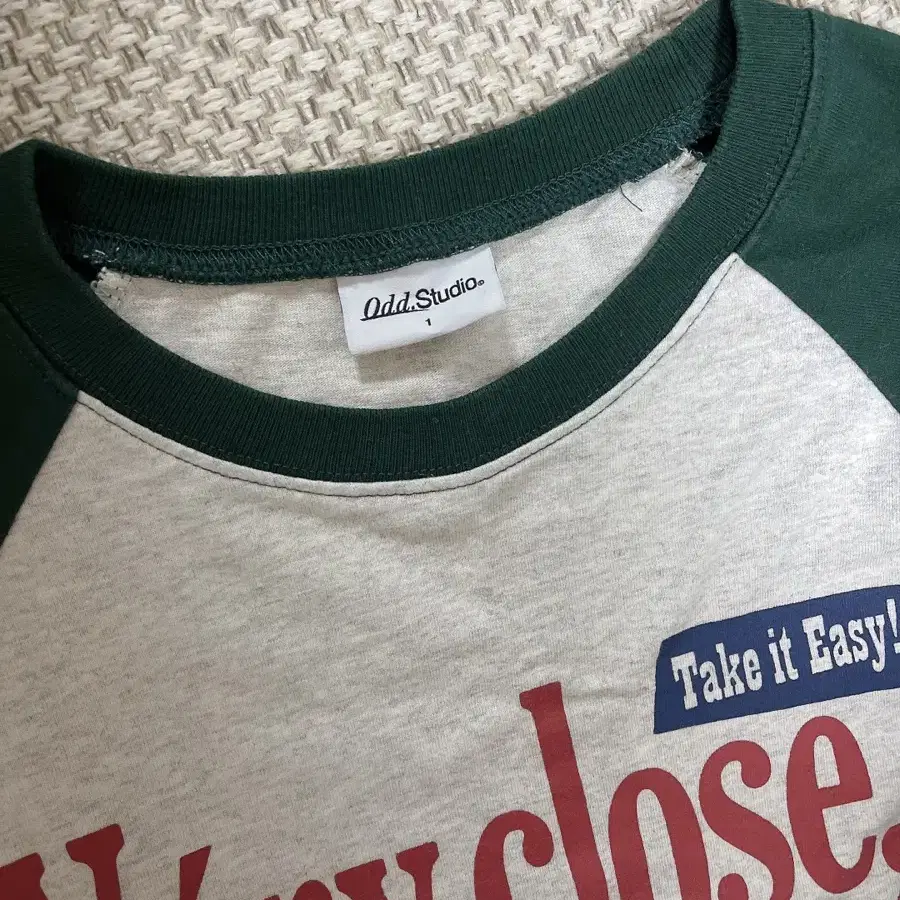 Odd.Studio®
1
Take it Easy!
close.